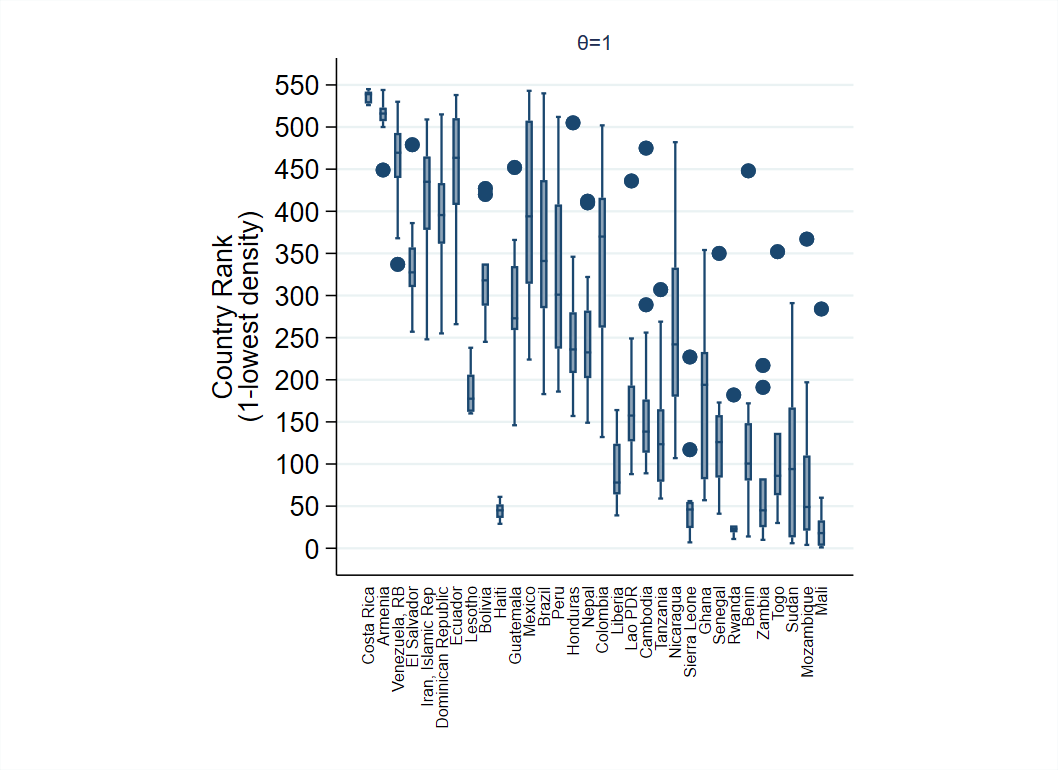 θ=1
Country Rank
(1-lowest density)
550
500
450
400
350
300
250
200
150
100
50
0
Costa Rica
Armenia
Venezuela, RB
El Salvador
Iran, Islamic Rep
Dominican Republic
Ecuador
Lesotho
Bolivia
Haiti
Guatemala
Mexico
Brazil
Peru
Honduras
Nepal
Colombia
Liberia
Lao PDR
Cambodia
Tanzania
Nicaragua
Sierra Leone
Ghana
Senegal
Rwanda
Benin
Zambia
Togo
Sudan
Mozambique
Mali